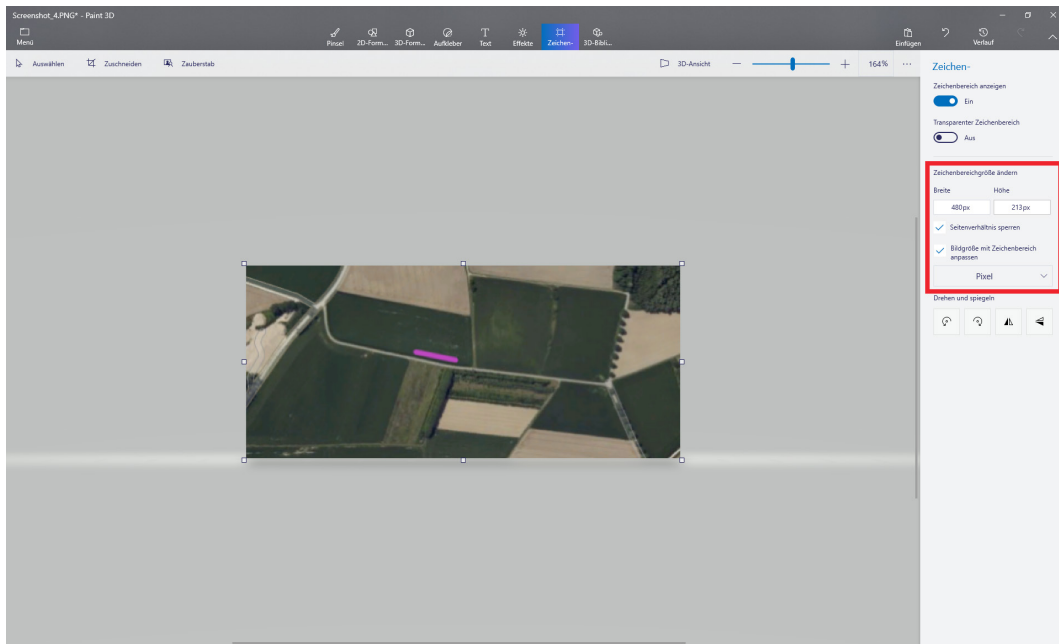 Screenshot_4.PNG* - Paint 3D
Menü
Pinsel
2D-Form...
3D-Form...
Aufkleber
Text
Effekte
Zeichen-
3D-Bibli...
Einfügen
Verlauf
Auswählen
Zuschneiden
Zauberstab
3D-Ansicht
164%
Zeichen-
Zeichenbereich anzeigen
Ein
Transparenter Zeichenbereich
Aus
Zeichenbereichgröße ändern
Breite Höhe
480px 213px
Seitenverhältnis sperren
Bildgröße mit Zeichenbereich
anpassen
Pixel
Drehen und spiegeln